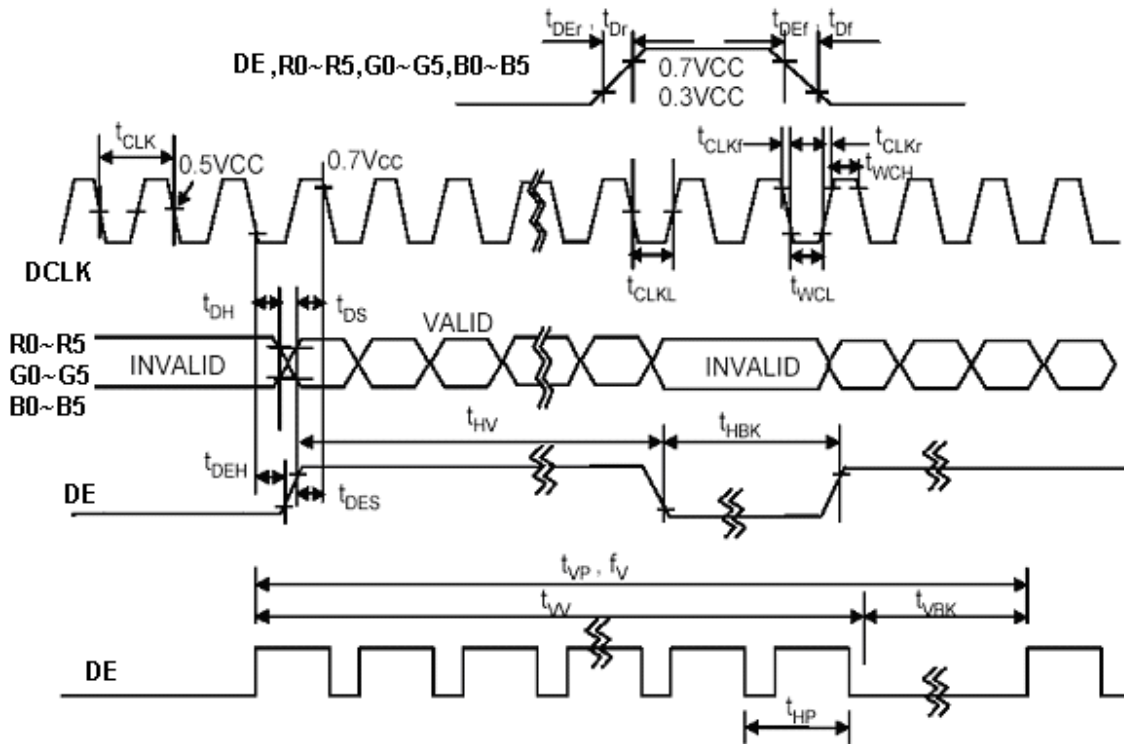 tDEr , tDr
tDEf , tDf
DE ,R0~R5,G0~G5,B0~B5
0.7VCC
0.3VCC
tCLK
0.5VCC
0.7Vcc
tCLKf
tCLKr
tWCH
DCLK
tCLKL
tWCL
tDH
tDS
VALID
R0~R5
G0~G5
B0~B5
INVALID
INVALID
tHV
tHBK
tDEH
tDES
DE
tVP , fV
tVV
tVBK
DE
tHP